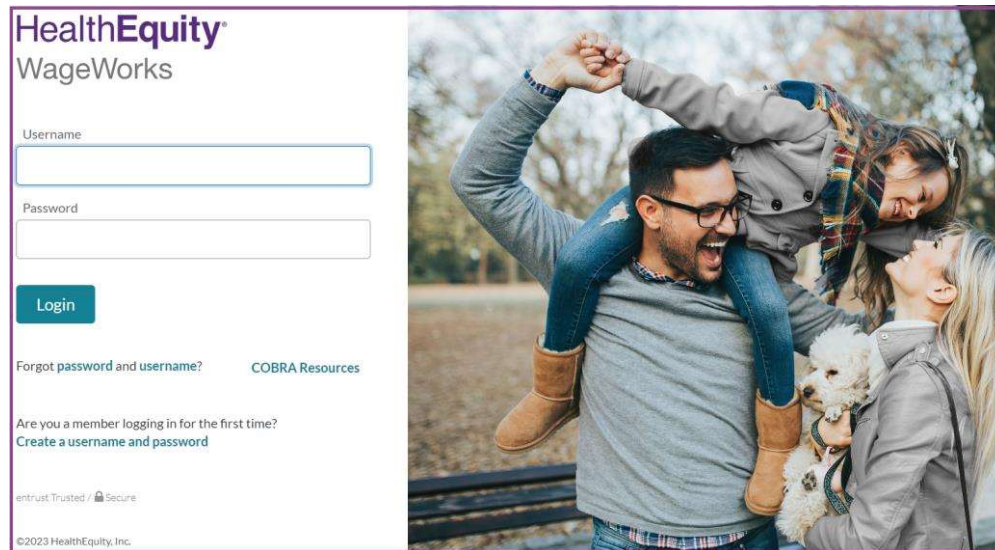 HealthEquity®
WageWorks
Username
Password
Login
Forgot password and username?
COBRA Resources
Are you a member logging in for the first time?
Create a username and password
entrust Trusted / Secure
©2023 HealthEquity, Inc.